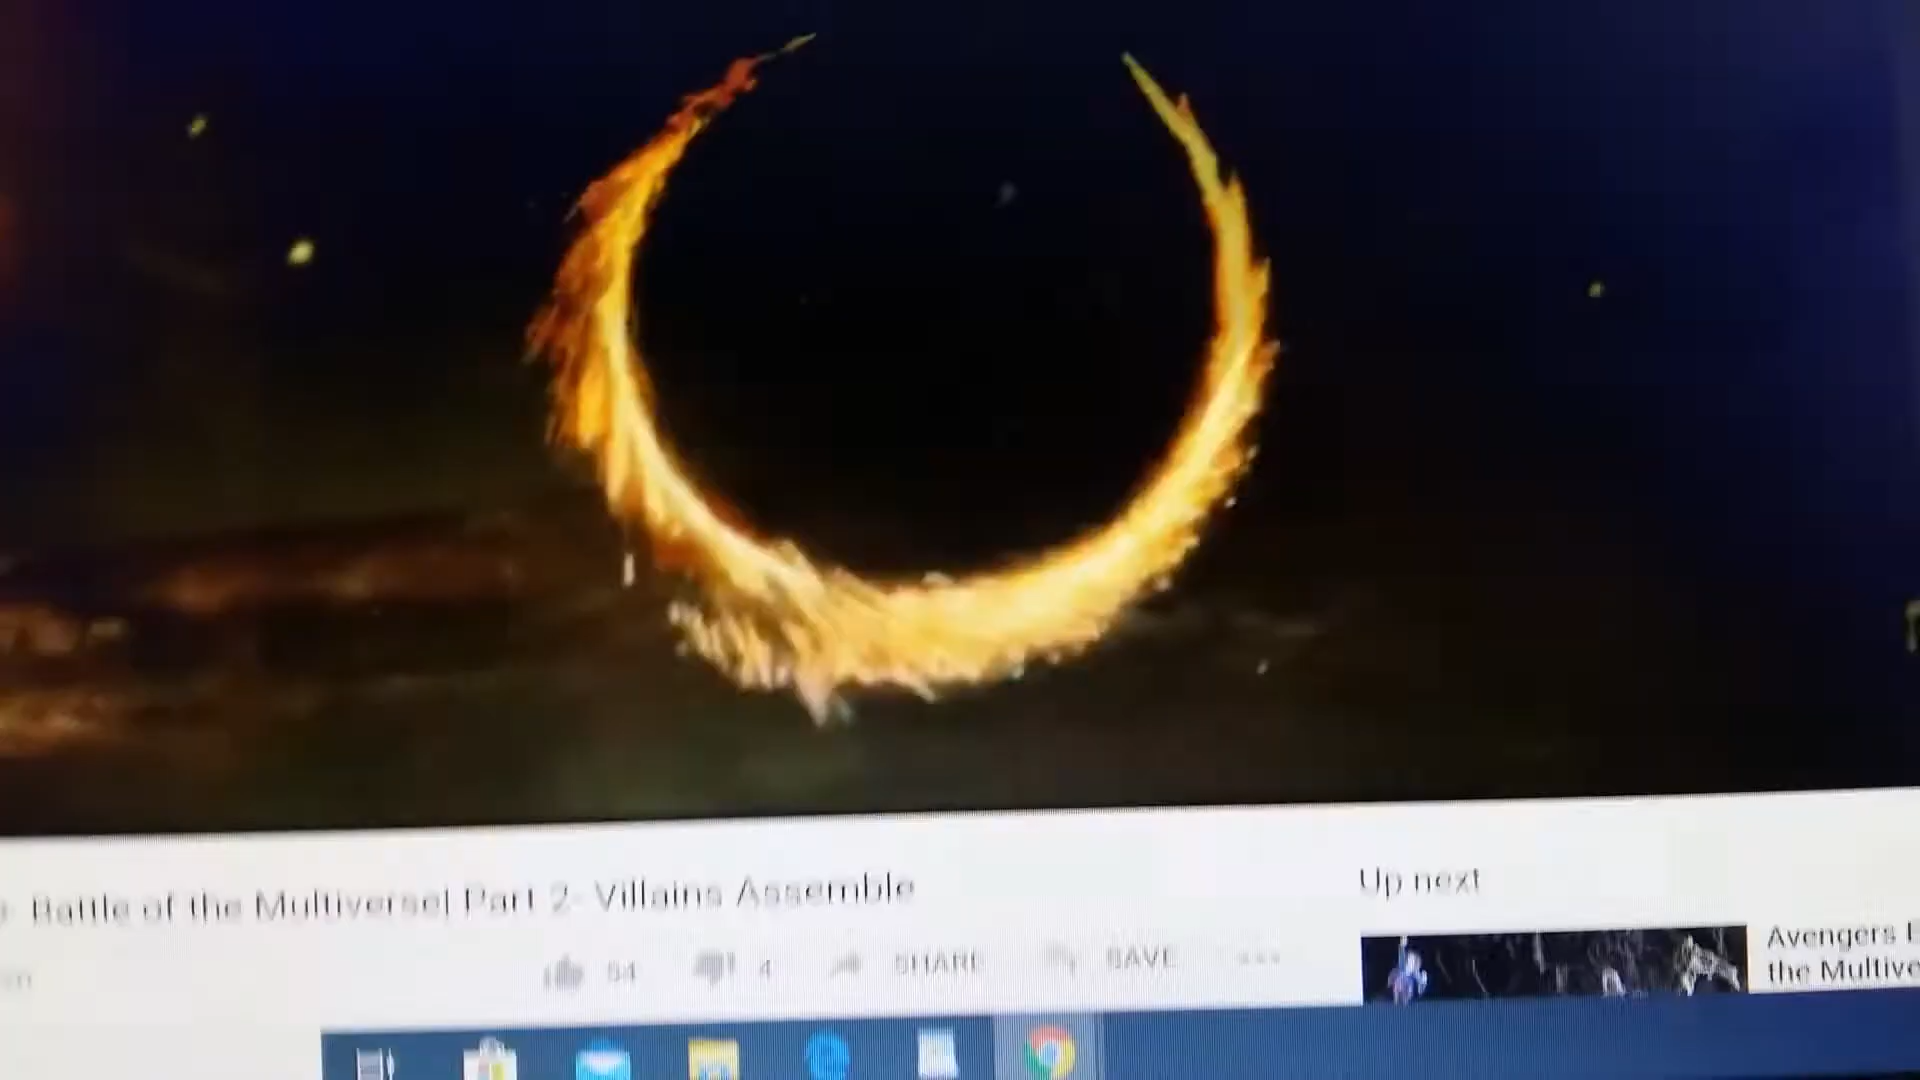 Battle of the Multiverse| Part 2- Villains Assemble
Up next
54
4
SHARE
SAVE
Avengers E
the Multive